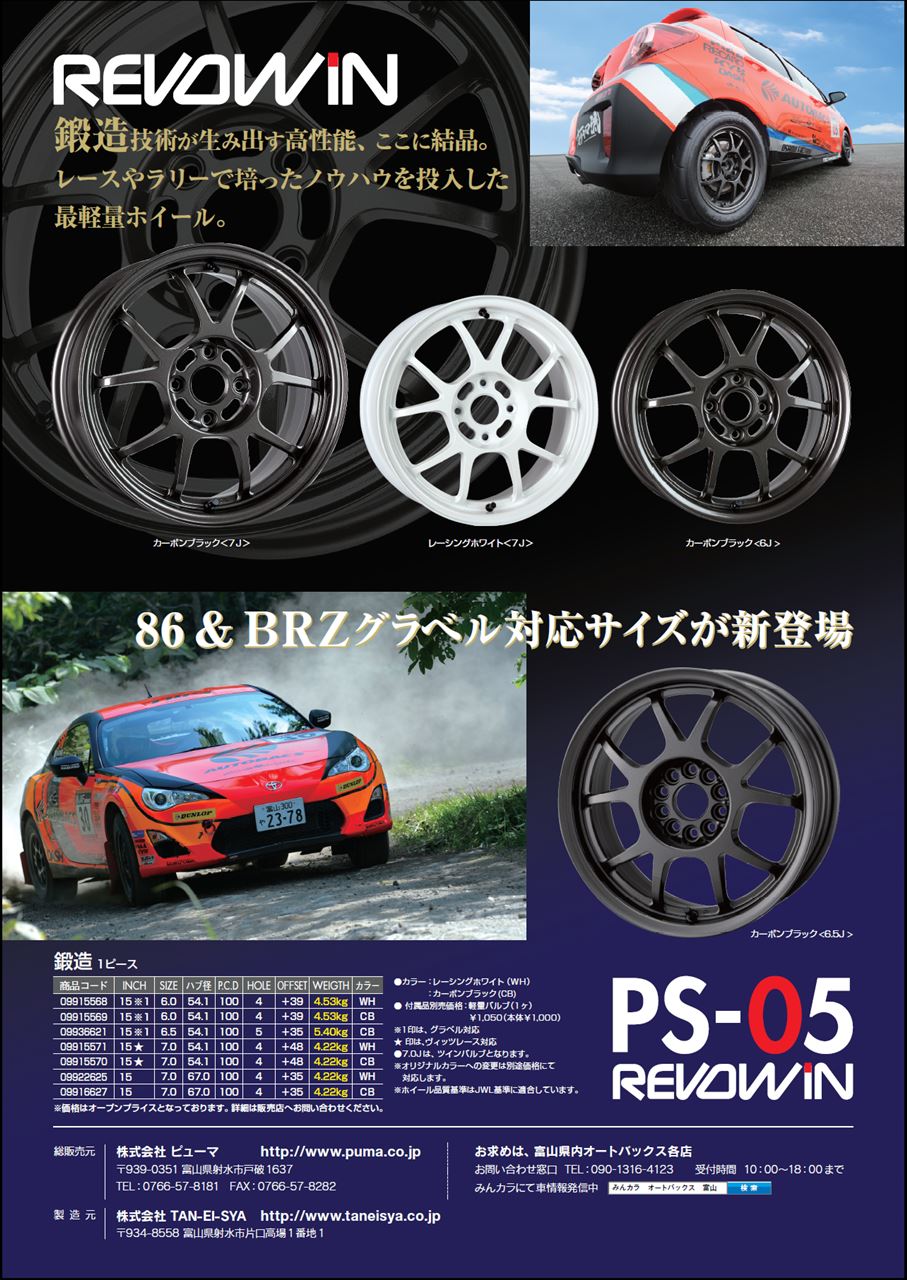 REVOWiN
鍛造技術が生み出す高性能、ここに結晶。
レースやラリーで培ったノウハウを投入した
最軽量ホイール。
RECARO
KYB
DASH
AUTOBACS
カーボンブラック<7J>
レーシングホワイト<7J>
カーボンブラック<6J>
86 & BRZグラベル対応サイズが新登場
AUTOBACS
DUNLOP
DUNLOP
30
富山 300
や 23-78
カーボンブラック<6.5J>
鍛造 1ピース
商品コード INCH SIZE ハブ径 P.C.D HOLE OFFSET WEIGTH カラー
09915568 15※1 6.0 54.1 100 4 +39 4.53kg WH
09915569 15※1 6.0 54.1 100 4 +39 4.53kg CB
09936621 15※1 6.5 54.1 100 5 +35 5.40kg CB
09915571 15★ 7.0 54.1 100 4 +48 4.22kg WH
09915570 15★ 7.0 54.1 100 4 +48 4.22kg CB
09922625 15 7.0 67.0 100 4 +35 4.22kg WH
09916627 15 7.0 67.0 100 4 +35 4.22kg CB
※価格はオープンプライスとなっております。詳細は販売店へお問い合わせください。
●カラー：レーシングホワイト（WH）
：カーボンブラック(CB)
● 付属品別売価格：軽量バルブ（1ヶ）
¥1,050（本体¥1,000）
※1印は、グラベル対応
★ 印は、ヴィッツレース対応
●7.0Jは、ツインバルブとなります。
※オリジナルカラーへの変更は別途価格にて
対応します。
※ホイール品質基準はJWL基準に適合しています。
PS-05
REVOWiN
総販売元 株式会社 ピューマ http://www.puma.co.jp
〒939-0351 富山県射水市戸破1637
TEL：0766-57-8181 FAX：0766-57-8282
製造元 株式会社 TAN-EI-SYA http://www.taneisya.co.jp
〒934-8558 富山県射水市片口高場1番地1
お求めは、富山県内オートバックス各店
お問い合わせ窓口 TEL：090-1316-4123 受付時間 10：00〜18：00まで
みんカラにて車情報発信中 みんカラ オートバックス 富山 検索